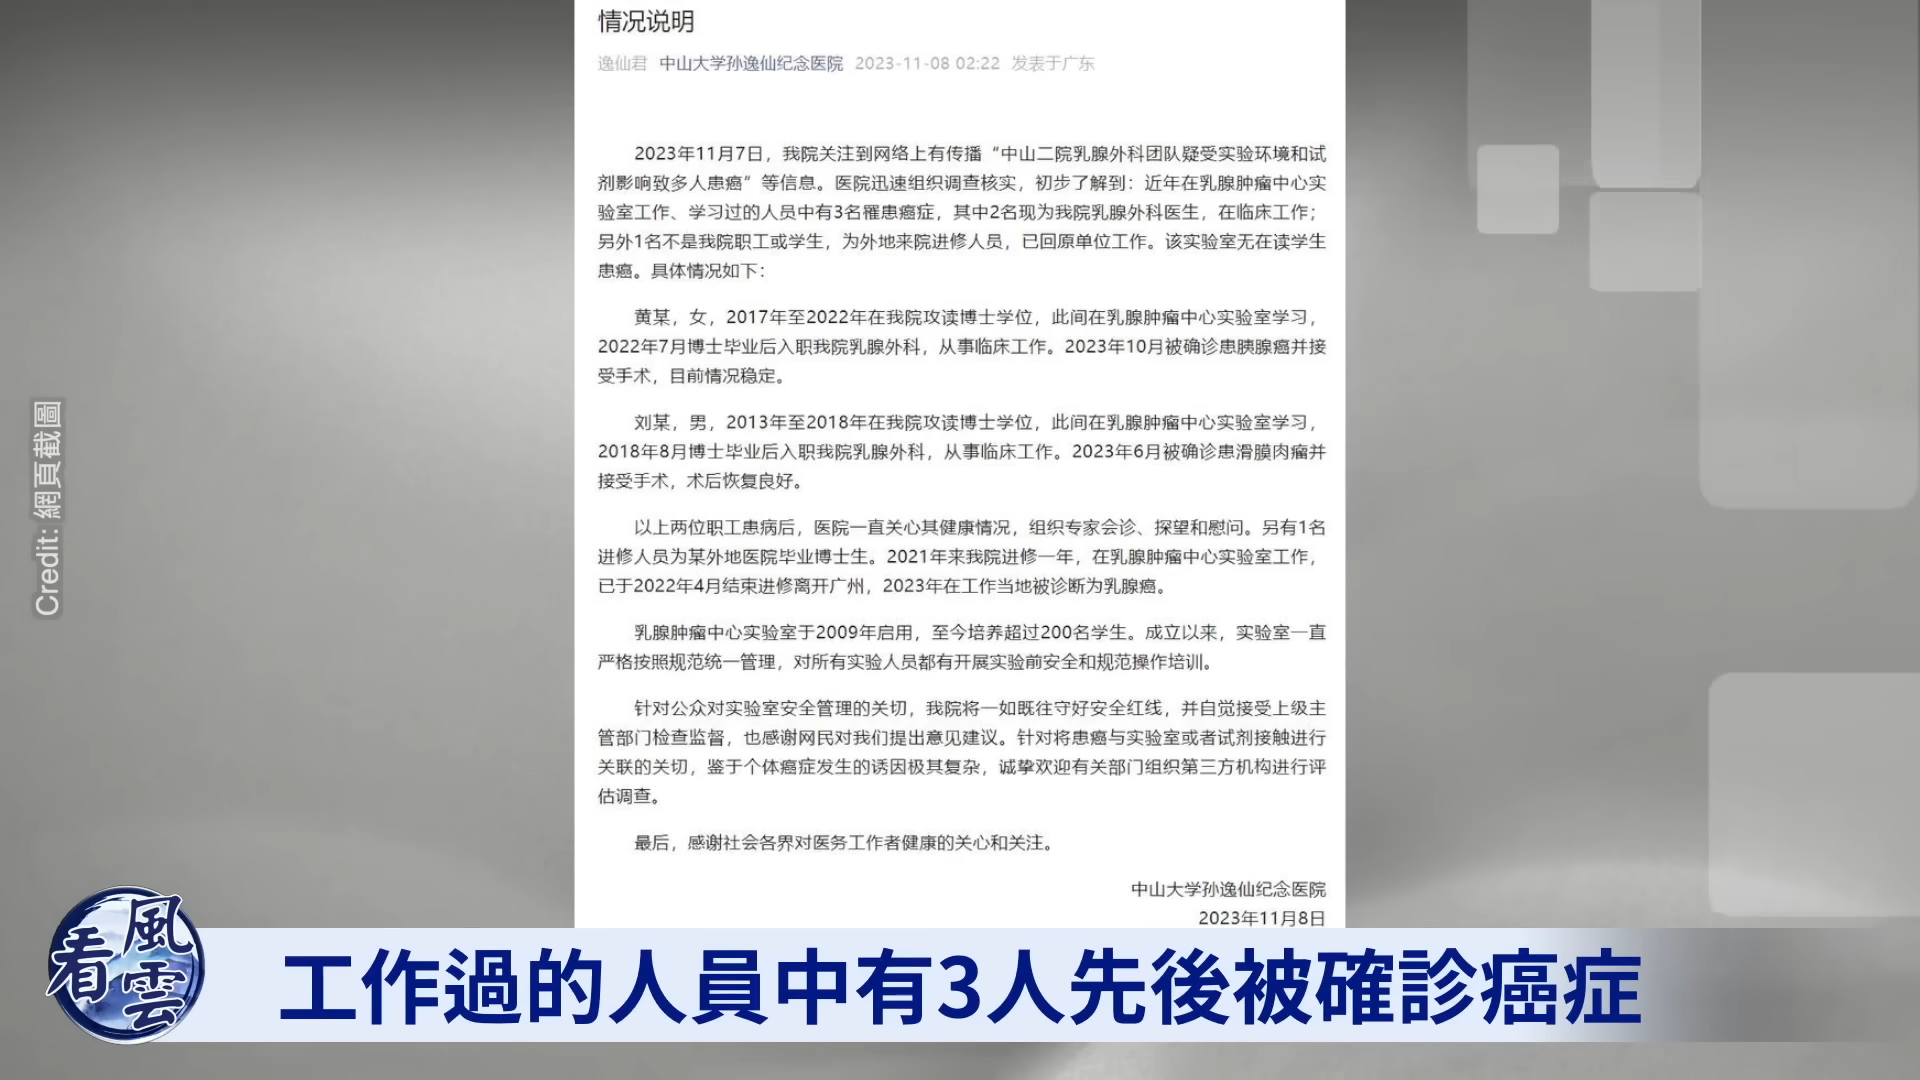 情况说明
逸仙君 中山大学孙逸仙纪念医院 2023-11-08 02:22 发表于广东
2023年11月7日，我院关注到网络上有传播“中山二院乳腺外科团队疑受实验环境和试
剂影响致多人患癌”等信息。医院迅速组织调查核实，初步了解到：近年在乳腺肿瘤中心实
验室工作、学习过的人员中有3名罹患癌症，其中2名现为我院乳腺外科医生，在临床工作；
另外1名不是我院职工或学生，为外地来院进修人员，已回原单位工作。该实验室无在读学生
患癌。具体情况如下：
黄某，女，2017年至2022年在我院攻读博士学位，此间在乳腺肿瘤中心实验室学习，
2022年7月博士毕业后入职我院乳腺外科，从事临床工作。2023年10月被确诊患胰腺癌并接
受手术，目前情况稳定。
刘某，男，2013年至2018年在我院攻读博士学位，此间在乳腺肿瘤中心实验室学习，
2018年8月博士毕业后入职我院乳腺外科，从事临床工作。2023年6月被确诊患滑膜肉瘤并
接受手术，术后恢复良好。
以上两位职工患病后，医院一直关心其健康情况，组织专家会诊、探望和慰问。另有1名
进修人员为某外地医院毕业博士生。2021年来我院进修一年，在乳腺肿瘤中心实验室工作，
已于2022年4月结束进修离开广州，2023年在工作当地被诊断为乳腺癌。
乳腺肿瘤中心实验室于2009年启用，至今培养超过200名学生。成立以来，实验室一直
严格按照规范统一管理，对所有实验人员都有开展实验前安全和规范操作培训。
针对公众对实验室安全管理的关切，我院将一如既往守好安全红线，并自觉接受上级主
管部门检查监督，也感谢网民对我们提出意见建议。针对将患癌与实验室或者试剂接触进行
关联的关切，鉴于个体癌症发生的诱因极其复杂，诚挚欢迎有关部门组织第三方机构进行评
估调查。
最后，感谢社会各界对医务工作者健康的关心和关注。
中山大学孙逸仙纪念医院
2023年11月8日
Credit: 網頁截圖
看風雲
工作過的人員中有3人先後被確診癌症